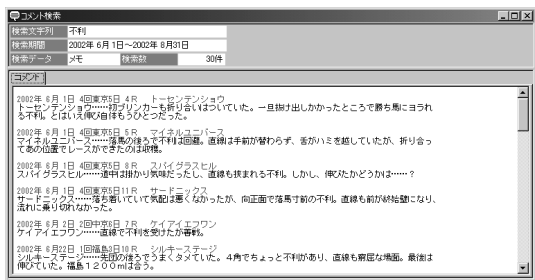 コメント検索
検索文字列 不利
検索期間 2002年 6月 1日～2002年 8月31日
検索データ メモ 検索数 30件
コメント
2002年 6月 1日 4回東京5日 4R トーセンテンショウ
トーセンテンショウ……初ブリンカーも折り合いはついていた。一旦抜け出しかかったところで勝ち馬にヨラれ
る不利。とはいえ伸び自体もうひとつだった。
2002年 6月 1日 4回東京5日 5R マイネルユニバース
マイネルユニバース……落馬の後ろで不利は回避。直線は手前が替わらず、舌がハミを越していたが、折り合っ
てあの位置でレースができたのは収穫。
2002年 6月 1日 4回東京5日 8R スパイグラスヒル
スパイグラスヒル……道中は掛かり気味だったし、直線も挟まれる不利。しかし、伸びたかどうかは……？
2002年 6月 1日 4回東京5日11R サードニックス
サードニックス……落ち着いていて気配は悪くなかったが、向正面で落馬寸前の不利。直線も前が終始壁になり、
流れに乗り切れなかった。
2002年 6月 2日 2回中京6日 7R ケイアイエフワン
ケイアイエフワン……直線で不利を受けたが善戦。
2002年 6月22日 1回福島3日10R シルキーステージ
シルキーステージ……先団の後ろでうまくタメていた。４角でちょっと不利があり、直線も窮屈な場面。最後は
伸びていた。福島１２００mは合う。